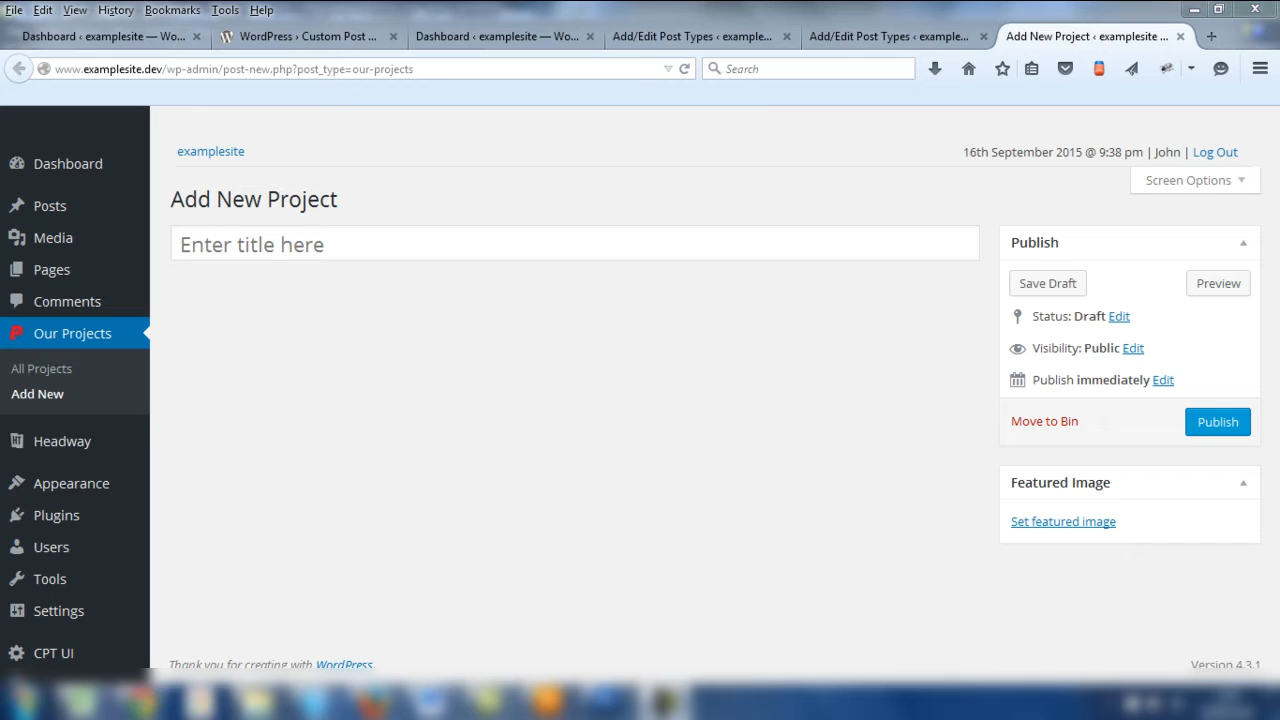 File Edit View History Bookmarks Tools Help
Dashboard ‹ examplesite — Wo... WordPress › Custom Post ... Dashboard ‹ examplesite — Wo... Add/Edit Post Types ‹ example... Add/Edit Post Types ‹ example... Add New Project ‹ examplesite ...
www.examplesite.dev/wp-admin/post-new.php?post_type=our-projects
Search
examplesite
16th September 2015 @ 9:38 pm | John | Log Out
Screen Options
Dashboard
Posts
Media
Pages
Comments
Our Projects
All Projects
Add New
Headway
Appearance
Plugins
Users
Tools
Settings
CPT UI
Add New Project
Enter title here
Publish
Save Draft Preview
Status: Draft Edit
Visibility: Public Edit
Publish immediately Edit
Move to Bin Publish
Featured Image
Set featured image
Thank you for creating with WordPress.
Version 4.3.1